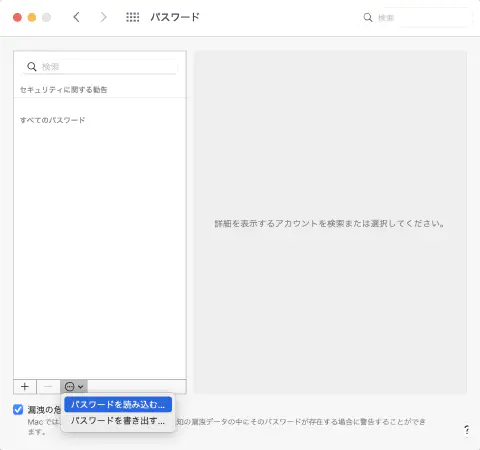 パスワード
検索
検索
セキュリティに関する勧告
すべてのパスワード
詳細を表示するアカウントを検索または選択してください。
パスワードを読み込む...
パスワードを書き出す...
漏洩の危
Macでは
知の漏洩データの中にそのパスワードが存在する場合に警告することができ
ます。
?